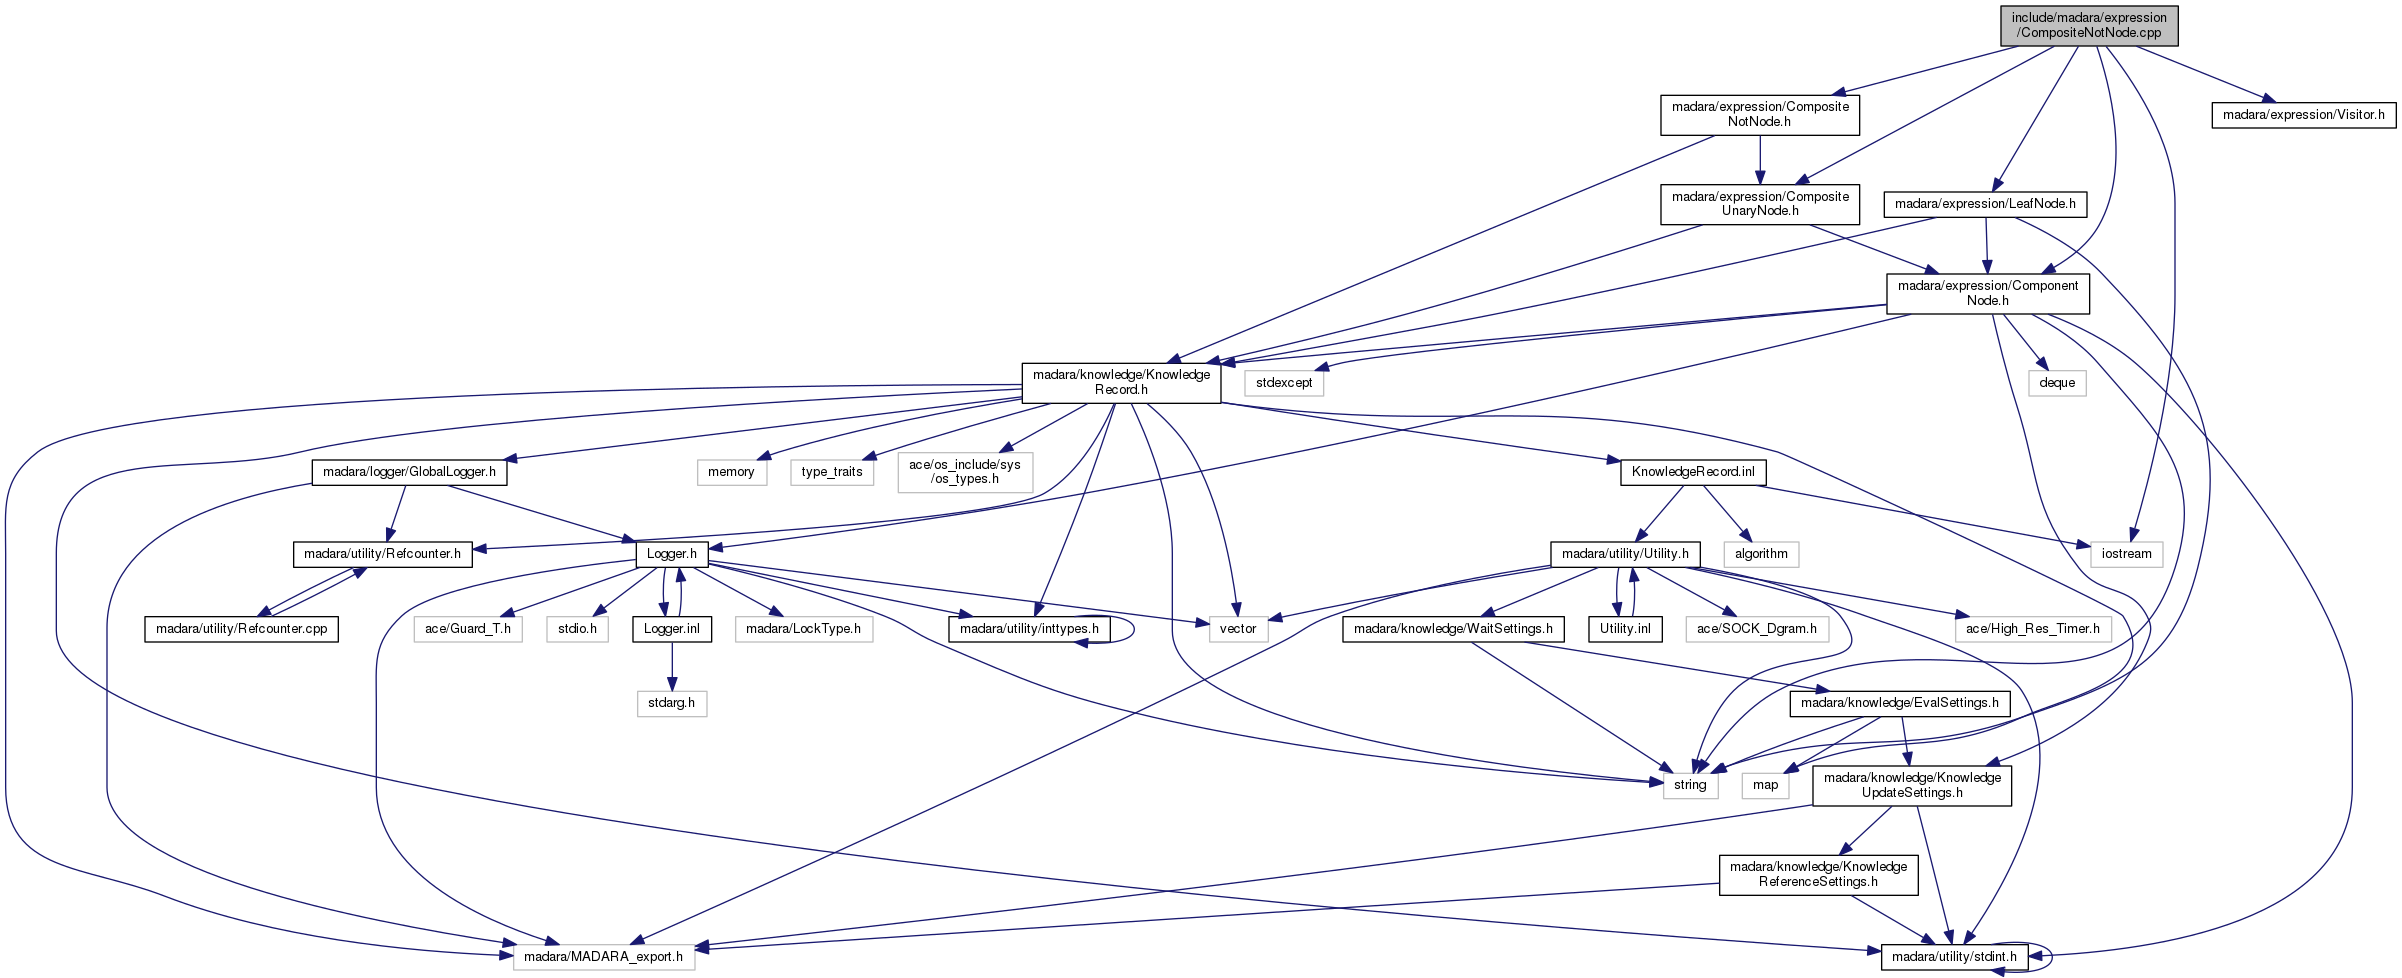 include/madara/expression
/CompositeNotNode.cpp
madara/expression/Composite
NotNode.h
madara/expression/Visitor.h
madara/expression/Composite
UnaryNode.h
madara/expression/LeafNode.h
madara/expression/Component
Node.h
madara/knowledge/Knowledge
Record.h
stdexcept
deque
madara/logger/GlobalLogger.h
memory
type_traits
ace/os_include/sys
/os_types.h
KnowledgeRecord.inl
madara/utility/Refcounter.h
Logger.h
madara/utility/Utility.h
algorithm
iostream
madara/utility/Refcounter.cpp
ace/Guard_T.h
stdio.h
Logger.inl
madara/LockType.h
madara/utility/inttypes.h
vector
madara/knowledge/WaitSettings.h
Utility.inl
ace/SOCK_Dgram.h
ace/High_Res_Timer.h
stdarg.h
madara/knowledge/EvalSettings.h
string
map
madara/knowledge/Knowledge
UpdateSettings.h
madara/knowledge/Knowledge
ReferenceSettings.h
madara/MADARA_export.h
madara/utility/stdint.h